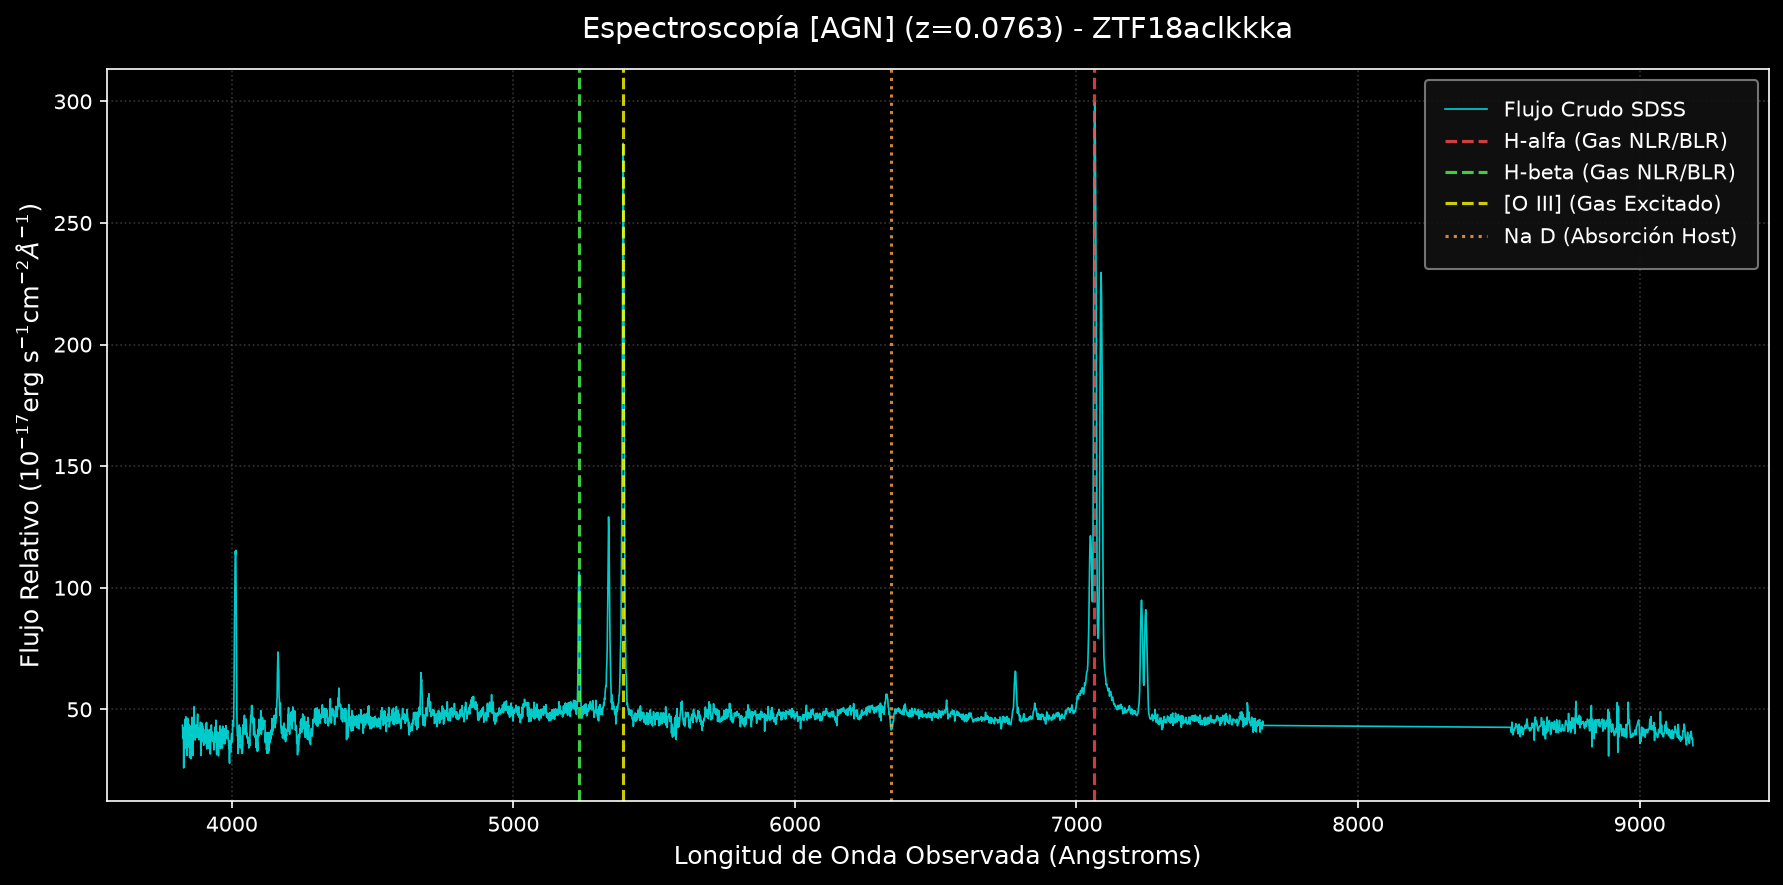 Espectroscopía [AGN] (z=0.0763) - ZTF18aclkkka
Flujo Crudo SDSS
H-alfa (Gas NLR/BLR)
H-beta (Gas NLR/BLR)
[O III] (Gas Excitado)
Na D (Absorción Host)
Flujo Relativo (10⁻¹⁷erg s⁻¹cm⁻²Å⁻¹)
300
250
200
150
100
50
4000 5000 6000 7000 8000 9000
Longitud de Onda Observada (Angstroms)